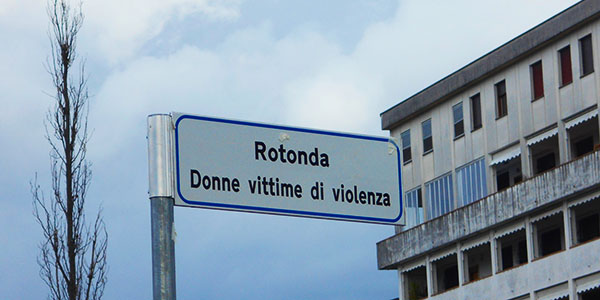 Rotonda
Donne vittime di violenza